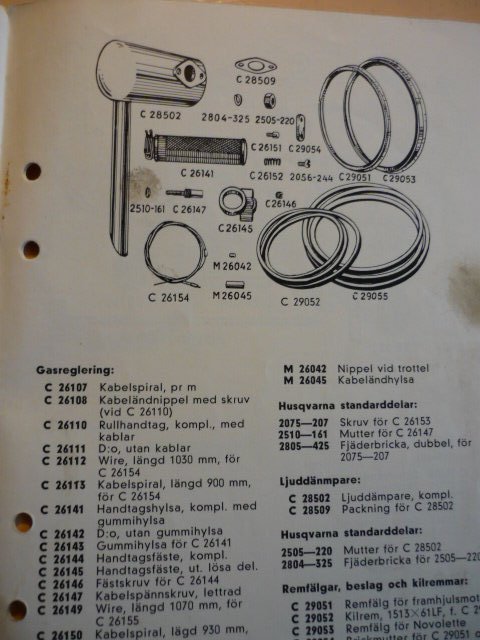 C 28509
C 28502
2804-325 2505-220
C 26151 C 29054
C 26141
C 26152 2056-244 C 29051 C 29053
2510-161 C 26147
C 26146
C 26145
M 26042
C 26154
M 26045
C 29052
C 29055
Gasreglering:
C 26107 Kabelspiral, pr m
C 26108 Kabeländnippel med skruv
(vid C 26110)
C 26110 Rullhandtag, kompl., med
kablar
C 26111 D:o, utan kablar
C 26112 Wire, längd 1030 mm, för
C 26154
C 26113 Kabelspiral, längd 900 mm,
för C 26154
C 26141 Handtagshylsa, kompl. med
gummihylsa
C 26142 D:o, utan gummihylsa
C 26143 Gummihylsa för C 26141
C 26144 Handtagsfäste, kompl.
C 26145 Handtagsfäste, ut. lösa del.
C 26146 Fästskruv för C 26144
C 26147 Kabelspännskruv, lettrad
C 26149 Wire, längd 1070 mm, för
C 26155
C 26150 Kabelspiral, lägd 930 mm,
M 26042 Nippel vid trottel
M 26045 Kabeländhylsa
Husqvarna standarddelar:
2075—207 Skruv för C 26153
2510—161 Mutter för C 26147
2805—425 Fjäderbricka, dubbel, för
2075—207
Ljuddänmpare:
C 28502 Ljuddämpare, kompl.
C 28509 Packning för C 28502
Husqvarna standarddelar:
2505—220 Mutter för C 28502
2804—325 Fjäderbricka för 2505—220
Remfälgar, beslag och kilremmar:
C 29051 Remfälg för framhjulsmot
C 29052 Kilrem, 1513×61LF, f. C 29
C 29053 Remfälg för Novolette
C 29054